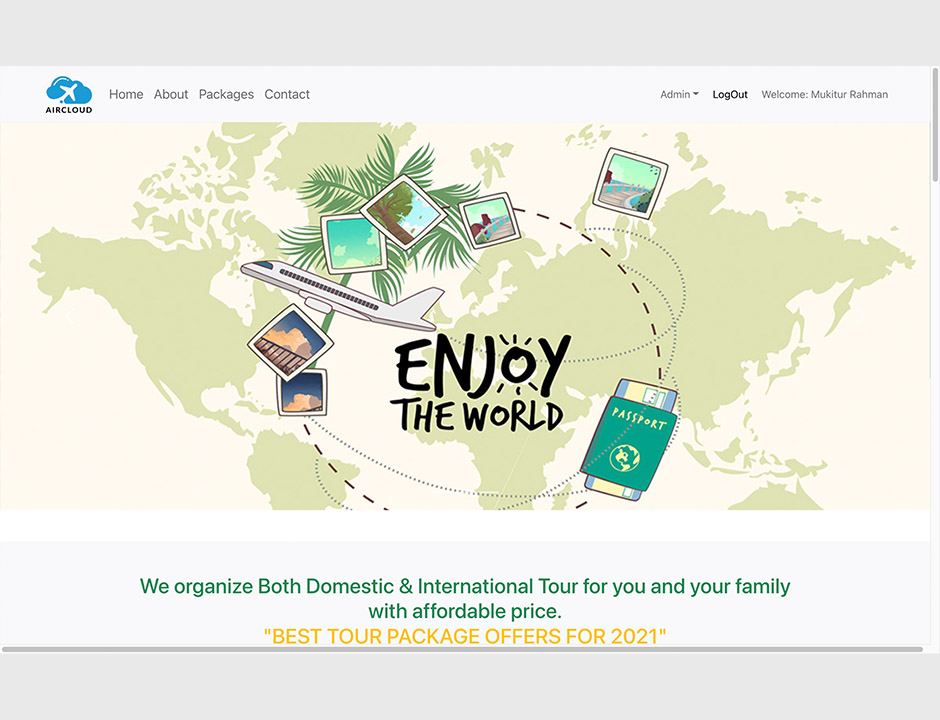 AIRCLOUD
Home About Packages Contact
Admin LogOut Welcome: Mukitur Rahman
ENJOY
THE WORLD
PASSPORT
We organize Both Domestic & International Tour for you and your family
with affordable price.
"BEST TOUR PACKAGE OFFERS FOR 2021"